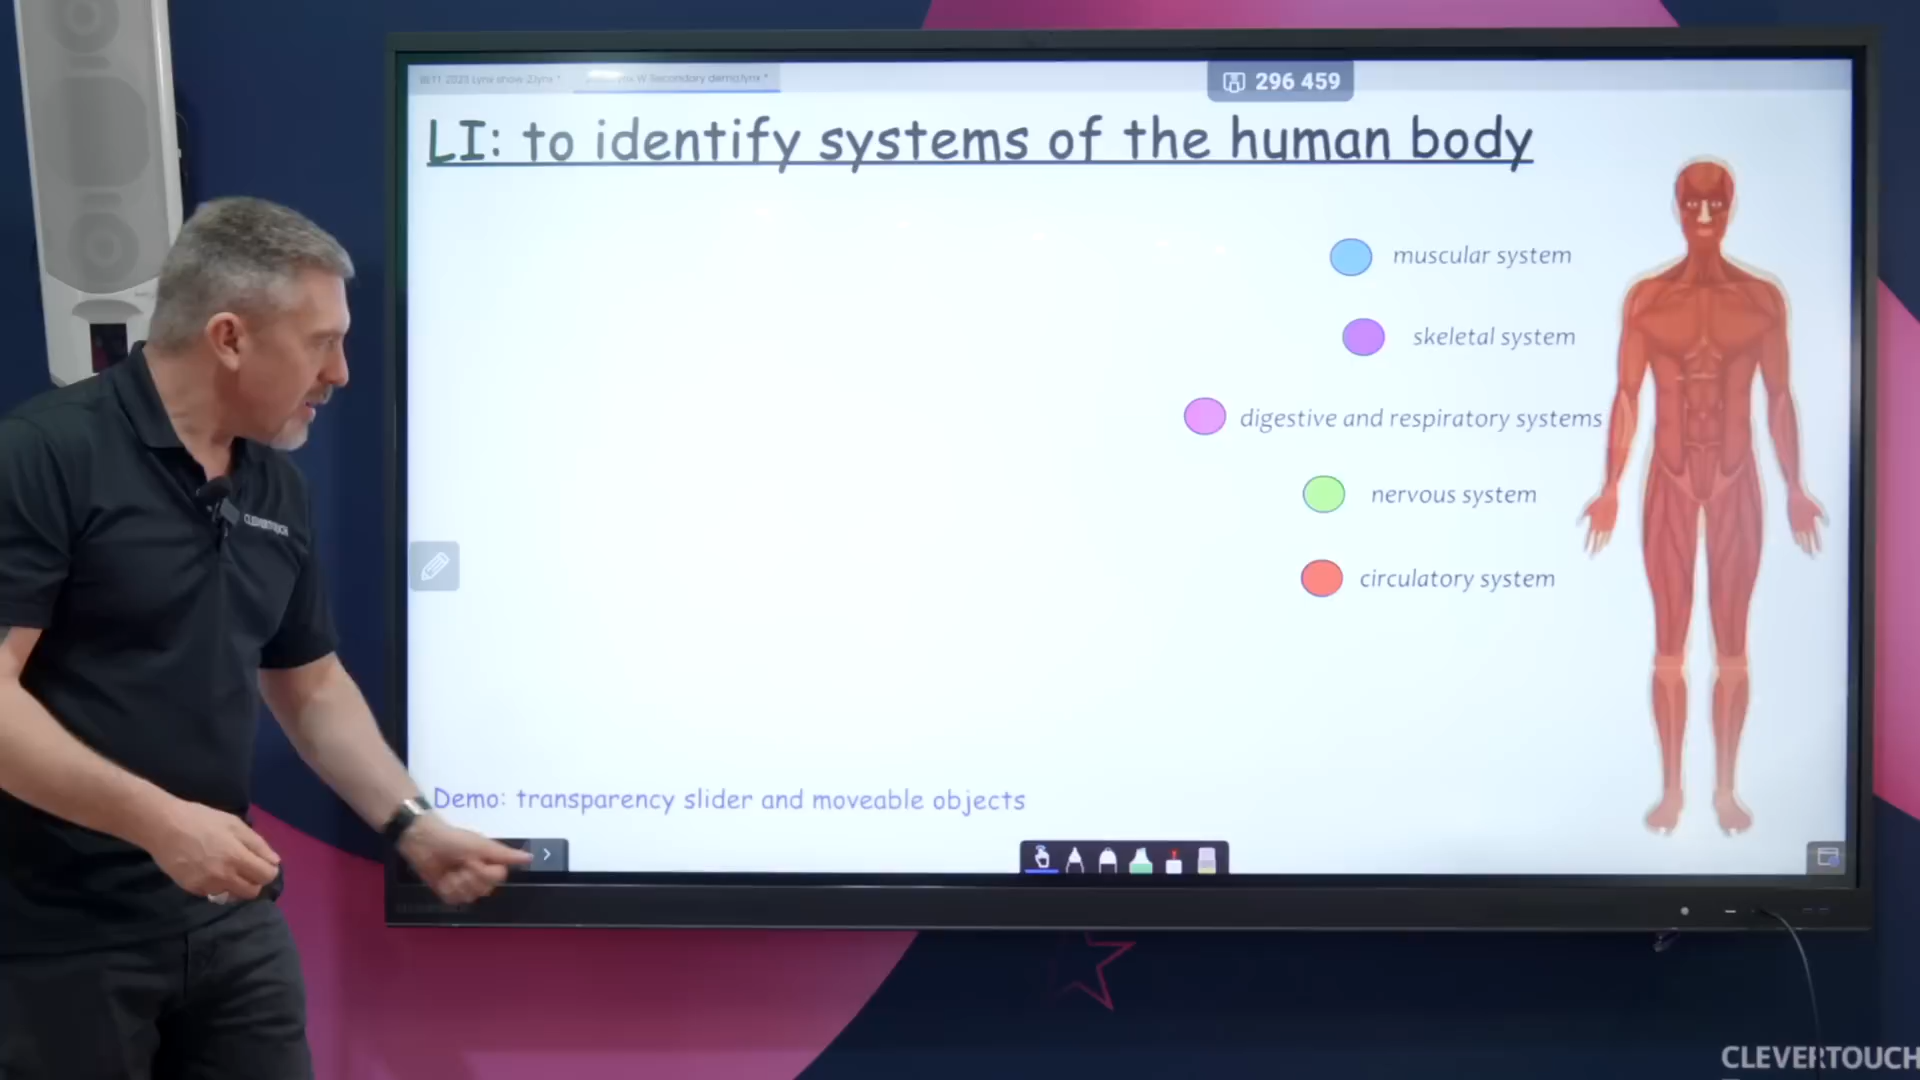 296 459
LI: to identify systems of the human body
muscular system
skeletal system
digestive and respiratory systems
nervous system
circulatory system
Demo: transparency slider and moveable objects
CLEVERTOUCH
CLEVERTOUCH